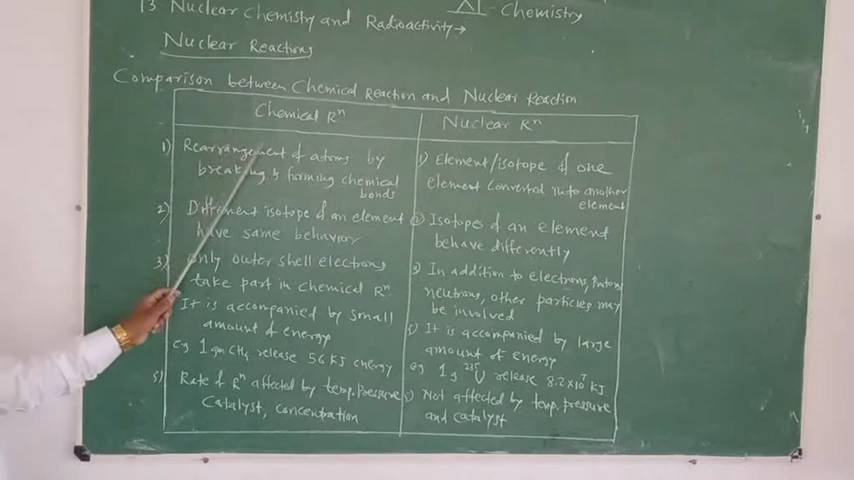 13. Nuclear Chemistry and Radioactivity→
XI - Chemistry
Nuclear Reactions
Comparison between Chemical Reaction and Nuclear Reaction
Chemical Rⁿ
1) Rearrangement of atoms by
breaking & forming chemical
bonds
2) Different isotope of an element
have same behavior
3) Only outer shell electrons
take part in chemical Rⁿ.
It is accompanied by small
amount of energy
eg 1 gm CH₄ release 56 KJ energy
5) Rate of Rⁿ affected by temp. Pressure
Catalyst, concentration
Nuclear Rⁿ
1) Element/isotope of one
element converted into another
element
2) Isotopes of an element
behave differently
3) In addition to electrons, Protons
neutrons, other particles may
be involved
4) It is accompanied by large
amount of energy
eg 1g ²³⁵U release 8.2×10⁷ KJ
5) Not affected by temp. pressure
and catalyst